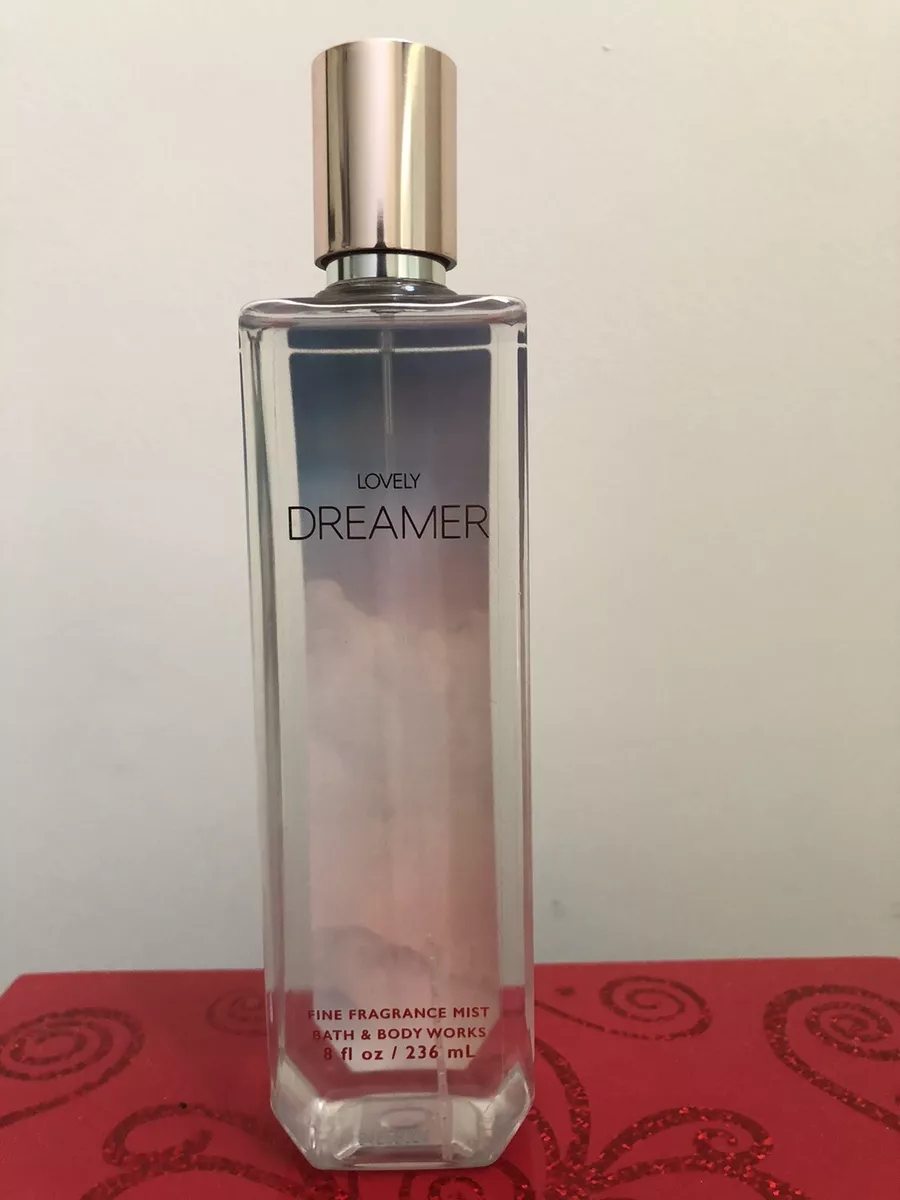 LOVELY
DREAMER
FINE FRAGRANCE MIST
BATH & BODY WORKS
8 fl oz / 236 mL